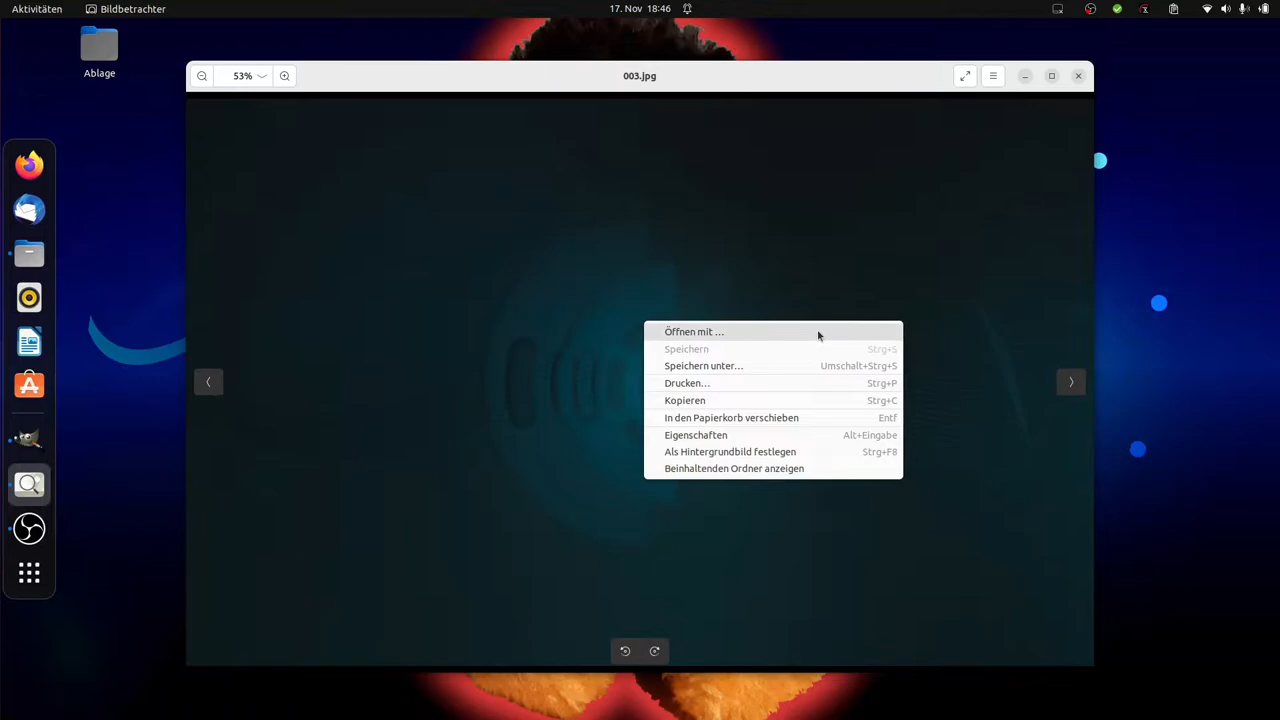 Aktivitäten Bildbetrachter 17. Nov 18:46
Ablage
53% 003.jpg
Öffnen mit ...
Speichern Strg+S
Speichern unter... Umschalt+Strg+S
Drucken... Strg+P
Kopieren Strg+C
In den Papierkorb verschieben Entf
Eigenschaften Alt+Eingabe
Als Hintergrundbild festlegen Strg+F8
Beinhaltenden Ordner anzeigen